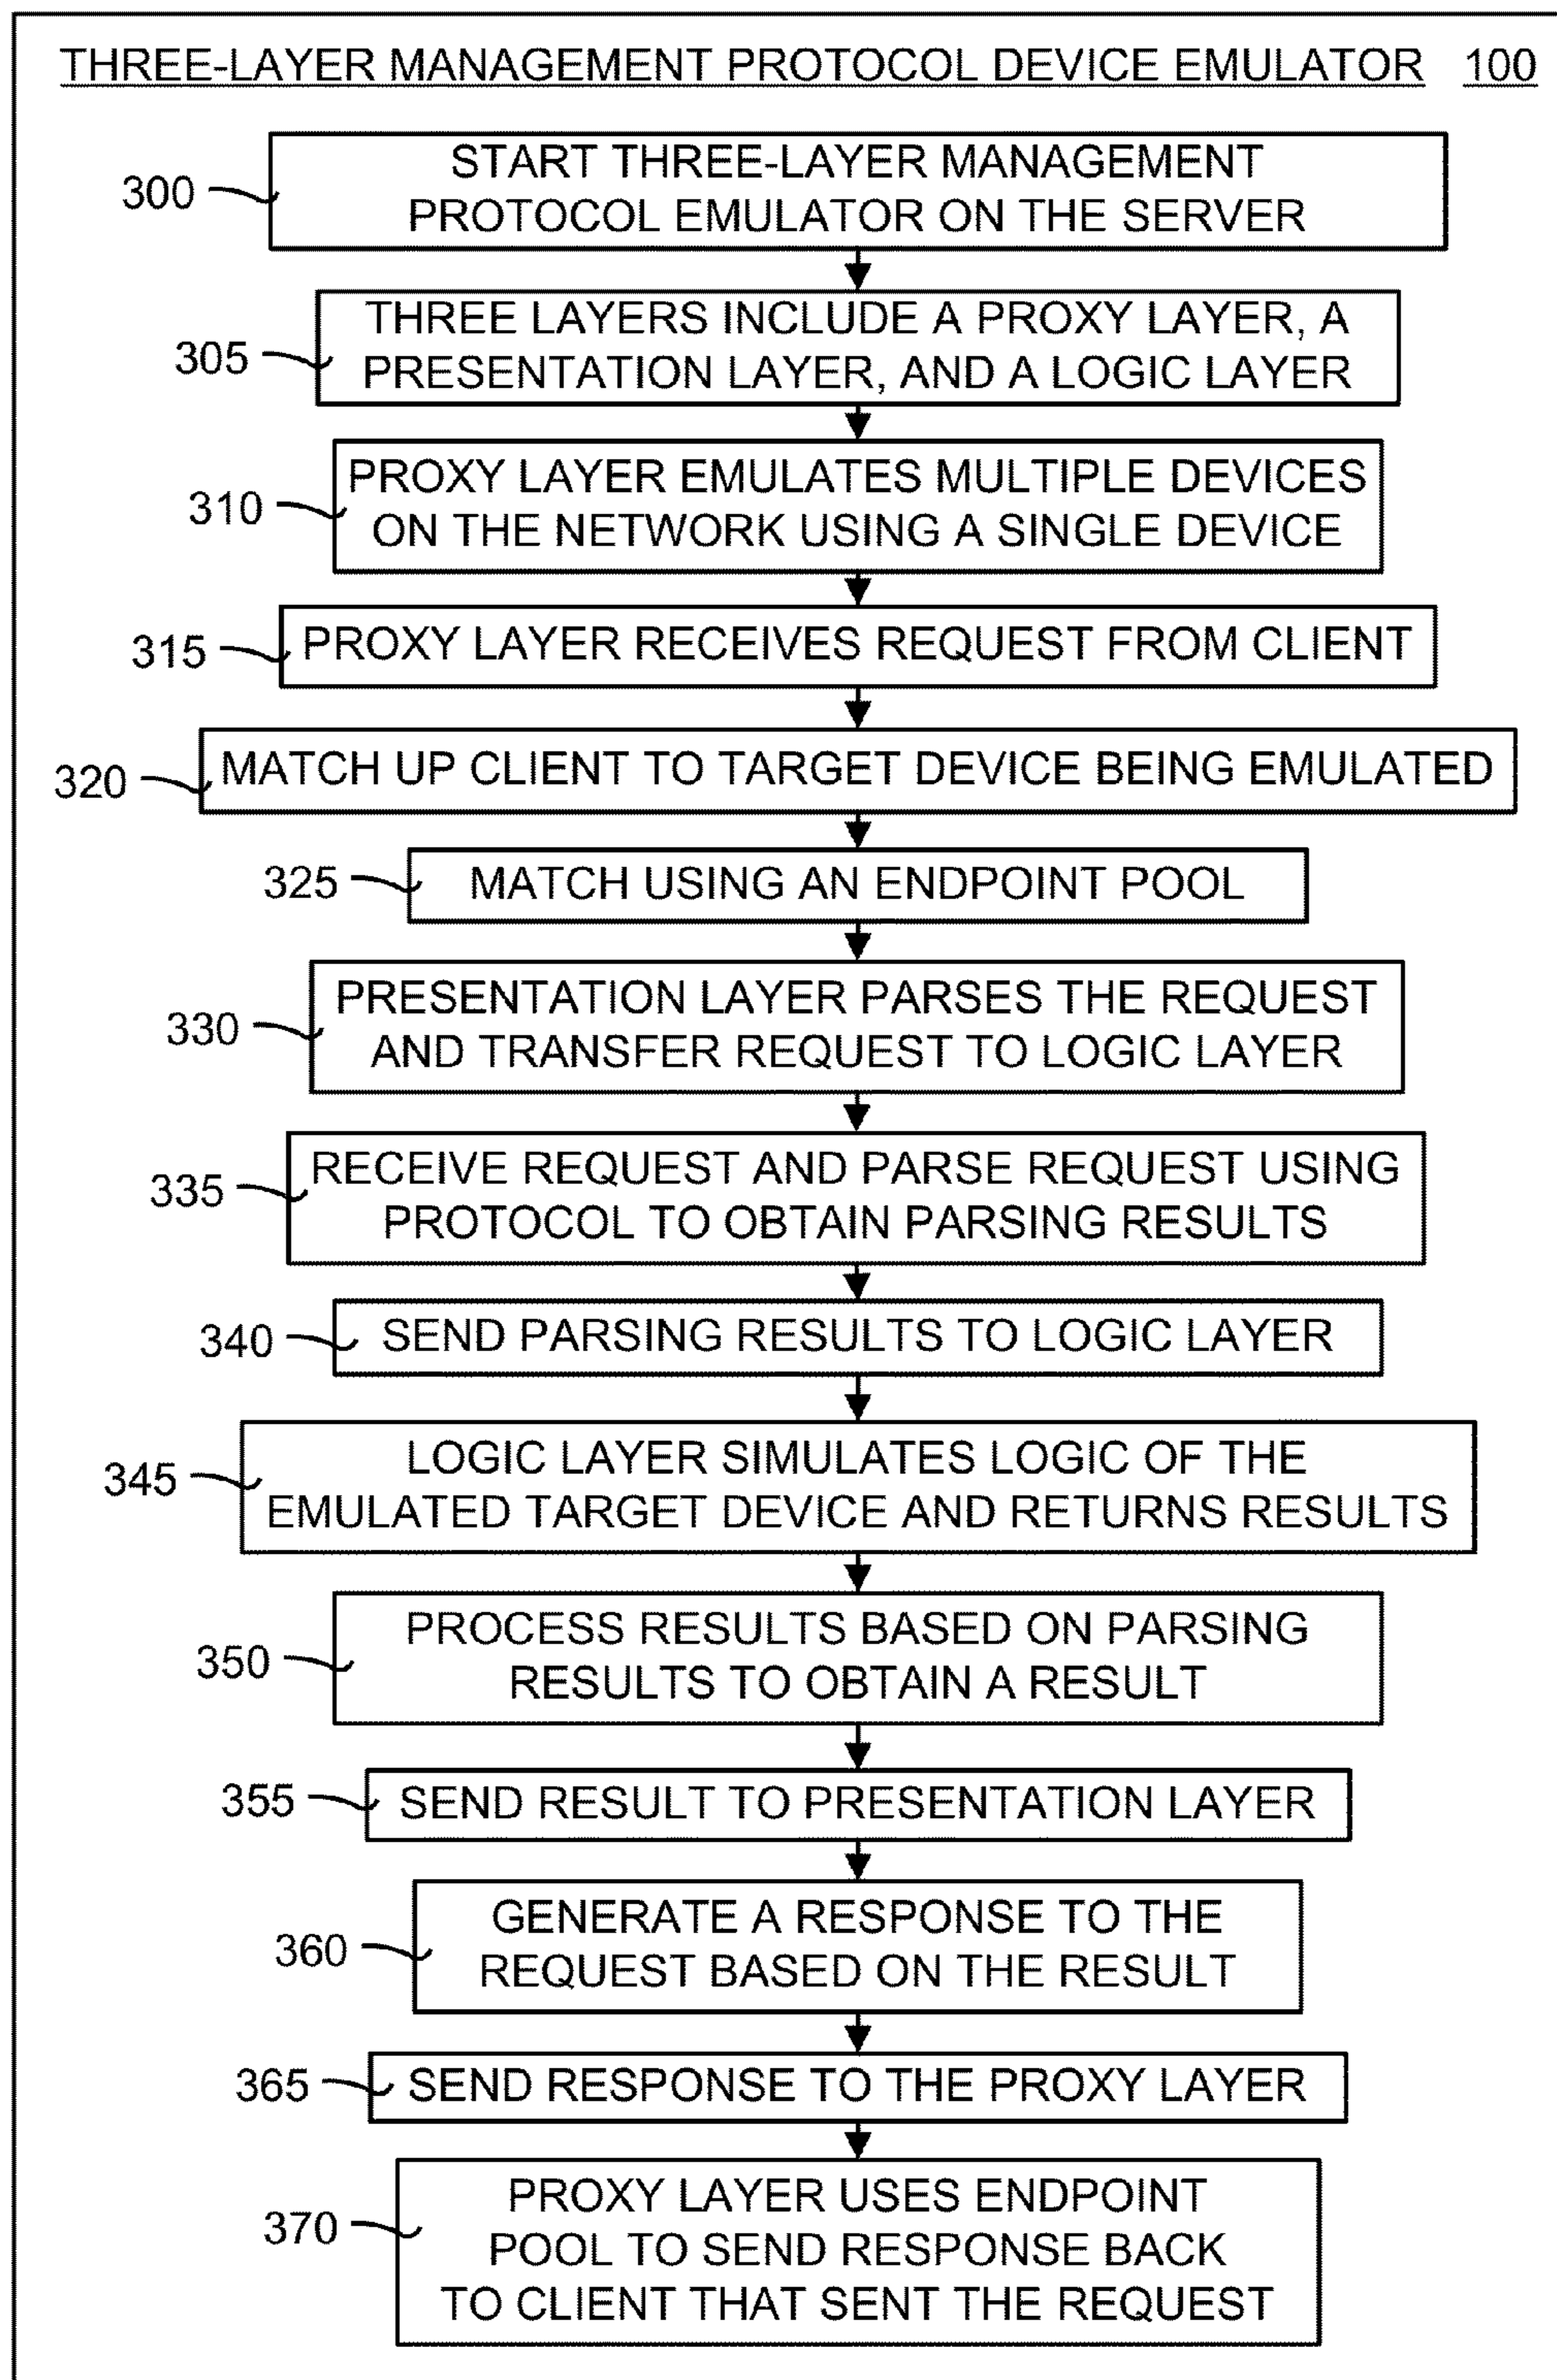 THREE-LAYER MANAGEMENT PROTOCOL DEVICE EMULATOR 100
300
START THREE-LAYER MANAGEMENT
PROTOCOL EMULATOR ON THE SERVER
305
THREE LAYERS INCLUDE A PROXY LAYER, A
PRESENTATION LAYER, AND A LOGIC LAYER
310
PROXY LAYER EMULATES MULTIPLE DEVICES
ON THE NETWORK USING A SINGLE DEVICE
315
PROXY LAYER RECEIVES REQUEST FROM CLIENT
320
MATCH UP CLIENT TO TARGET DEVICE BEING EMULATED
325
MATCH USING AN ENDPOINT POOL
330
PRESENTATION LAYER PARSES THE REQUEST
AND TRANSFER REQUEST TO LOGIC LAYER
335
RECEIVE REQUEST AND PARSE REQUEST USING
PROTOCOL TO OBTAIN PARSING RESULTS
340
SEND PARSING RESULTS TO LOGIC LAYER
345
LOGIC LAYER SIMULATES LOGIC OF THE
EMULATED TARGET DEVICE AND RETURNS RESULTS
350
PROCESS RESULTS BASED ON PARSING
RESULTS TO OBTAIN A RESULT
355
SEND RESULT TO PRESENTATION LAYER
360
GENERATE A RESPONSE TO THE
REQUEST BASED ON THE RESULT
365
SEND RESPONSE TO THE PROXY LAYER
370
PROXY LAYER USES ENDPOINT
POOL TO SEND RESPONSE BACK
TO CLIENT THAT SENT THE REQUEST